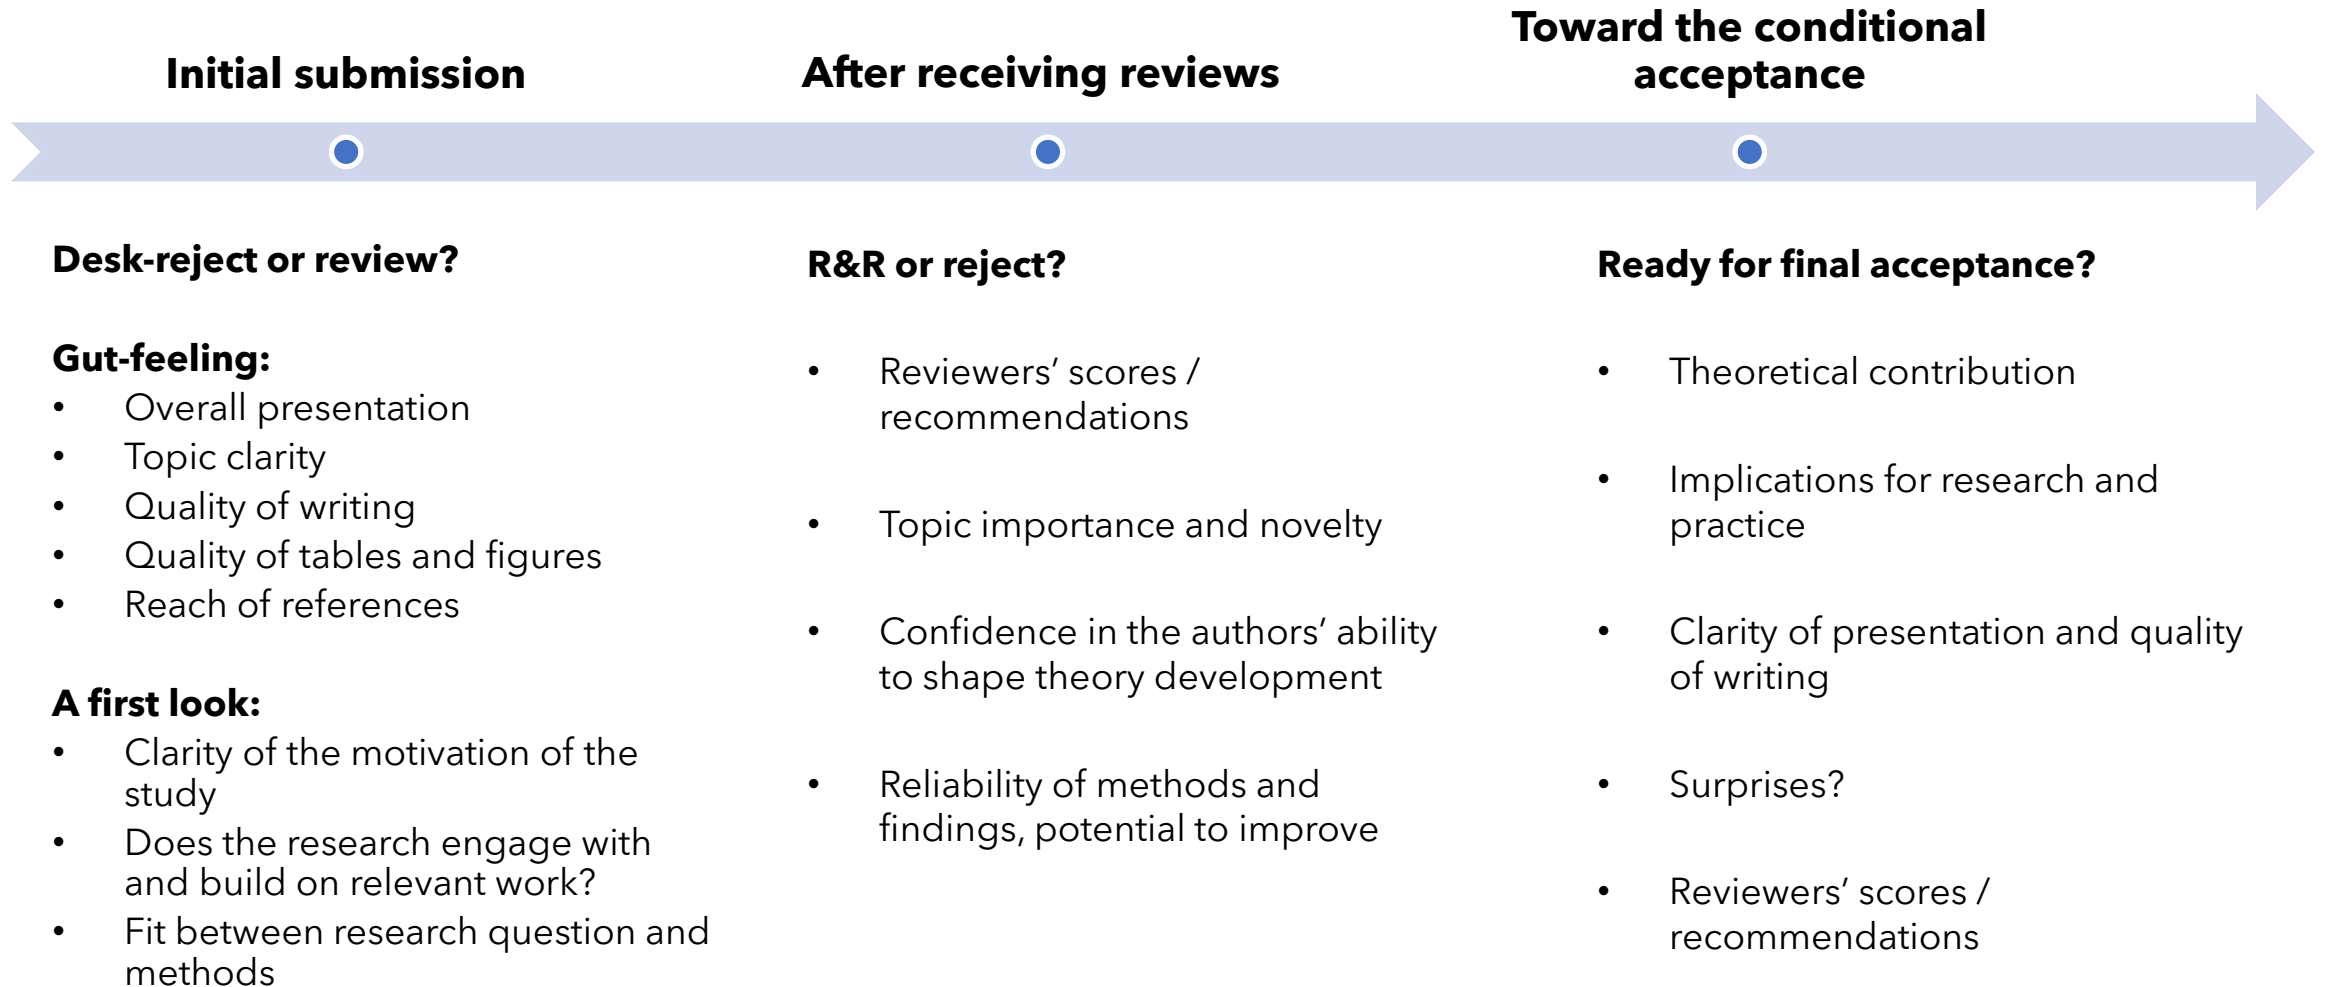 Initial submission
Desk-reject or review?
Gut-feeling:
• Overall presentation
• Topic clarity
• Quality of writing
• Quality of tables and figures
• Reach of references
A first look:
• Clarity of the motivation of the
study
• Does the research engage with
and build on relevant work?
• Fit between research question and
methods
After receiving reviews
R&R or reject?
• Reviewers’ scores /
recommendations
• Topic importance and novelty
• Confidence in the authors’ ability
to shape theory development
• Reliability of methods and
findings, potential to improve
Toward the conditional
acceptance
Ready for final acceptance?
• Theoretical contribution
• Implications for research and
practice
• Clarity of presentation and quality
of writing
• Surprises?
• Reviewers’ scores /
recommendations